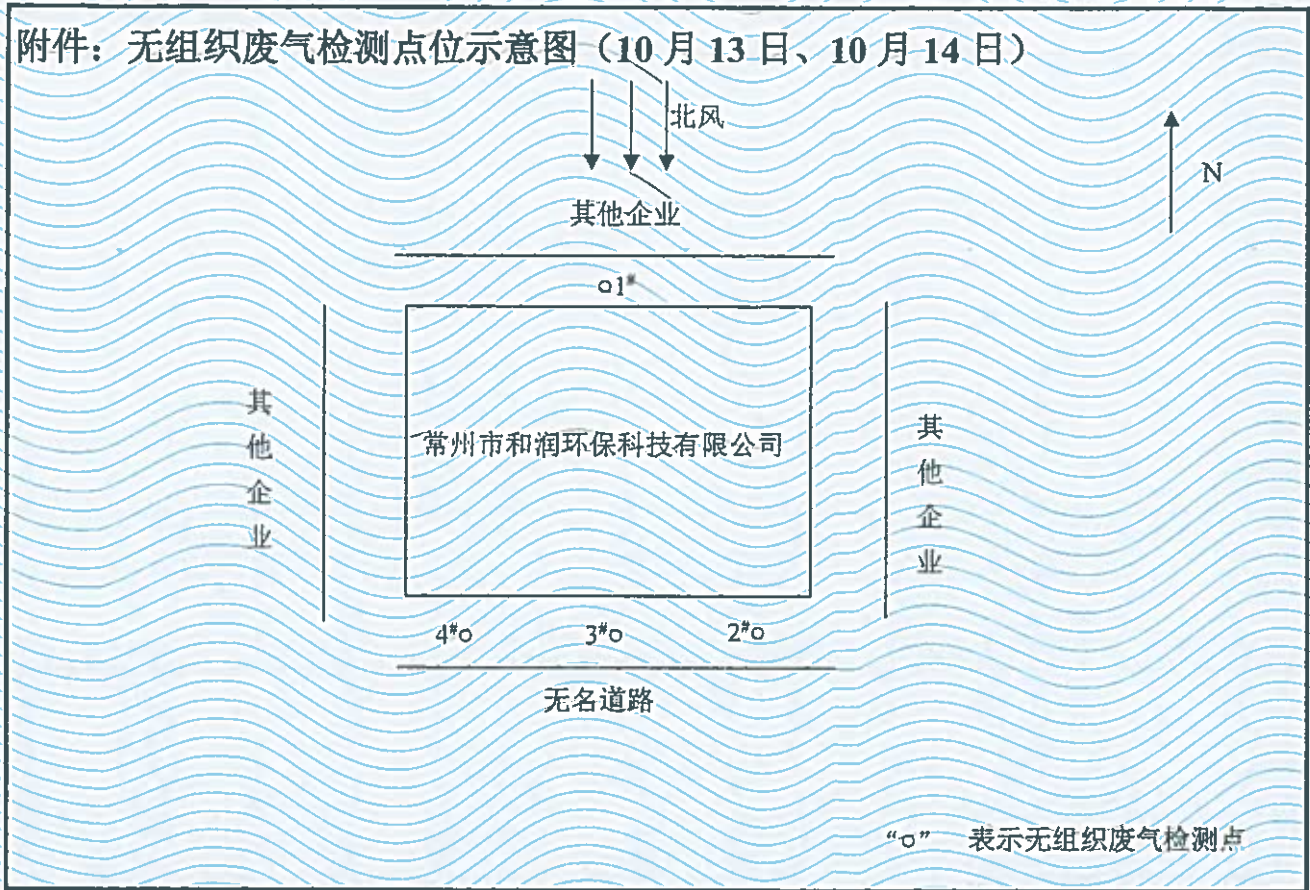 附件：无组织废气检测点位示意图（10月13日、10月14日）
北风
N
其他企业
o1#
其他企业
常州市和润环保科技有限公司
其他企业
4#o 3#o 2#o
无名道路
“o” 表示无组织废气检测点